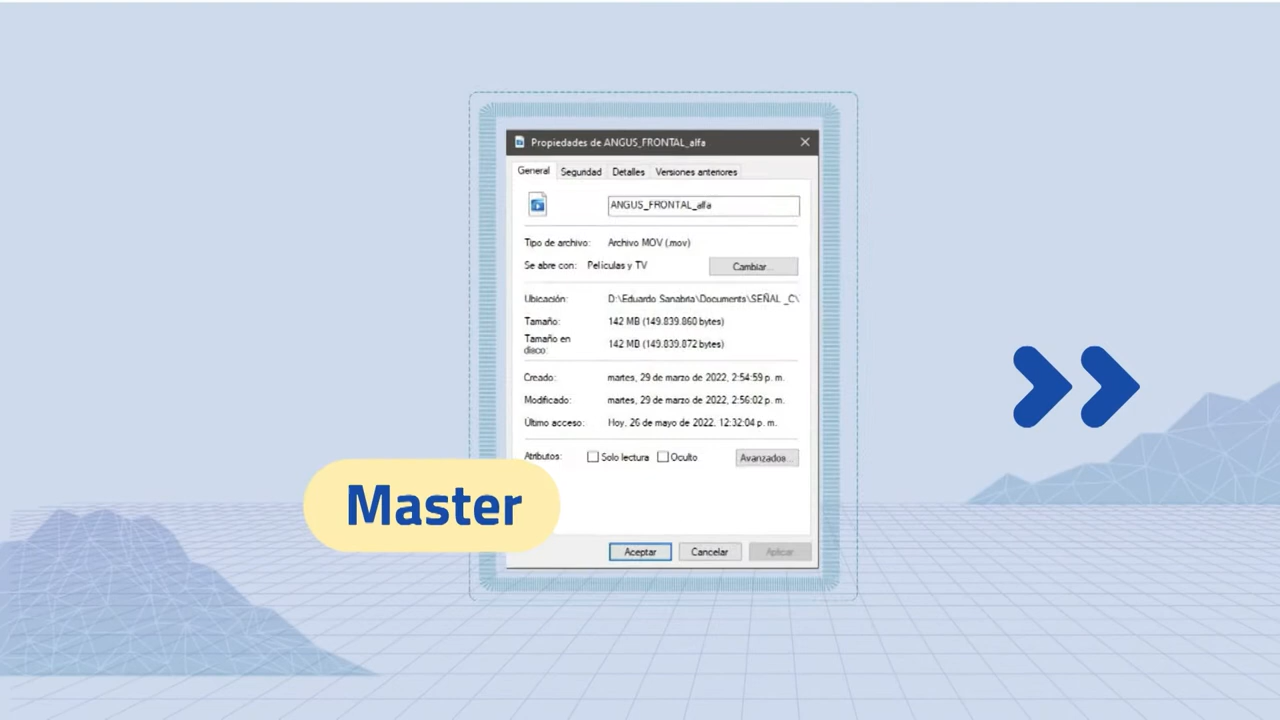 Propiedades de ANGUS_FRONTAL_alfa
General Seguridad Detalles Versiones anteriores
ANGUS_FRONTAL_alfa
Tipo de archivo: Archivo MOV (.mov)
Se abre con: Películas y TV Cambiar...
Ubicación: D:\Eduardo Sanabria\Documents\SEÑAL _C\
Tamaño: 142 MB (149.839.860 bytes)
Tamaño en
disco: 142 MB (149.839.872 bytes)
Creado: martes, 29 de marzo de 2022, 2:54:59 p. m.
Modificado: martes, 29 de marzo de 2022, 2:56:02 p. m.
Último acceso: Hoy, 26 de mayo de 2022, 12:32:04 p. m.
Atributos: Solo lectura Oculto Avanzados...
Master
Aceptar Cancelar Aplicar